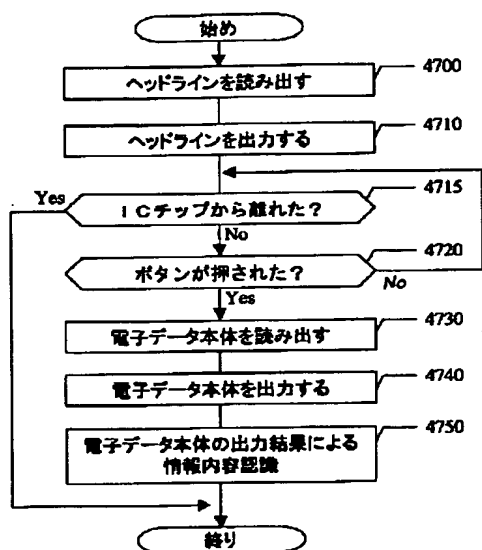 始め
ヘッドラインを読み出す
4700
ヘッドラインを出力する
4710
Yes
ICチップから離れた?
4715
No
ボタンが押された?
4720
No
Yes
電子データ本体を読み出す
4730
電子データ本体を出力する
4740
電子データ本体の出力結果による
情報内容認識
4750
終り